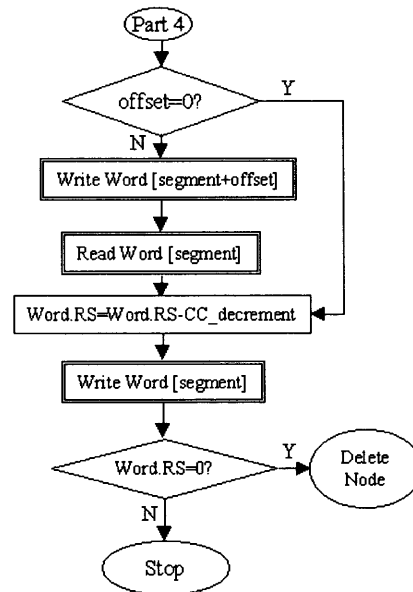 Part 4
offset=0?
Y
N
Write Word [segment+offset]
Read Word [segment]
Word.RS=Word.RS-CC_decrement
Write Word [segment]
Word.RS=0?
Y
Delete
Node
N
Stop